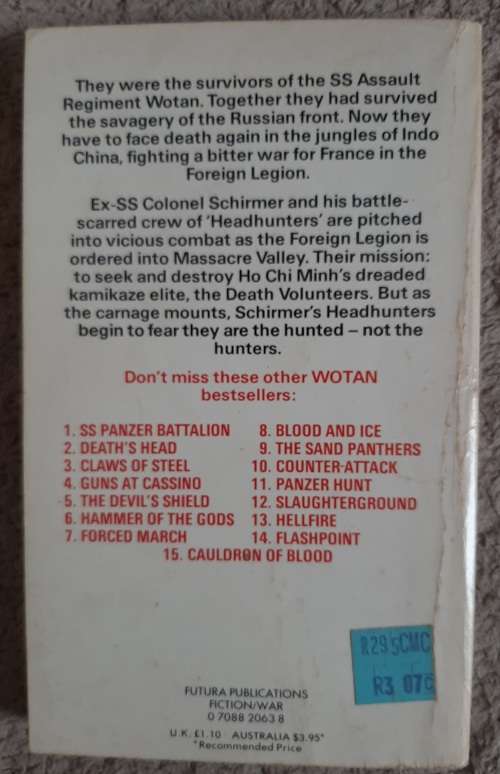 They were the survivors of the SS Assault
Regiment Wotan. Together they had survived
the savagery of the Russian front. Now they
have to face death again in the jungles of Indo
China, fighting a bitter war for France in the
Foreign Legion.
Ex-SS Colonel Schirmer and his battle-
scarred crew of 'Headhunters' are pitched
into vicious combat as the Foreign Legion is
ordered into Massacre Valley. Their mission:
to seek and destroy Ho Chi Minh's dreaded
kamikaze elite, the Death Volunteers. But as
the carnage mounts, Schirmer's Headhunters
begin to fear they are the hunted – not the
hunters.
Don't miss these other WOTAN
bestsellers:
1. SS PANZER BATTALION
2. DEATH'S HEAD
3. CLAWS OF STEEL
4. GUNS AT CASSINO
5. THE DEVIL'S SHIELD
6. HAMMER OF THE GODS
7. FORCED MARCH
8. BLOOD AND ICE
9. THE SAND PANTHERS
10. COUNTER-ATTACK
11. PANZER HUNT
12. SLAUGHTERGROUND
13. HELLFIRE
14. FLASHPOINT
15. CAULDRON OF BLOOD
FUTURA PUBLICATIONS
FICTION/WAR
0 7088 2063 8
U.K. £1.10 AUSTRALIA $3.95*
*Recommended Price
R3 07c